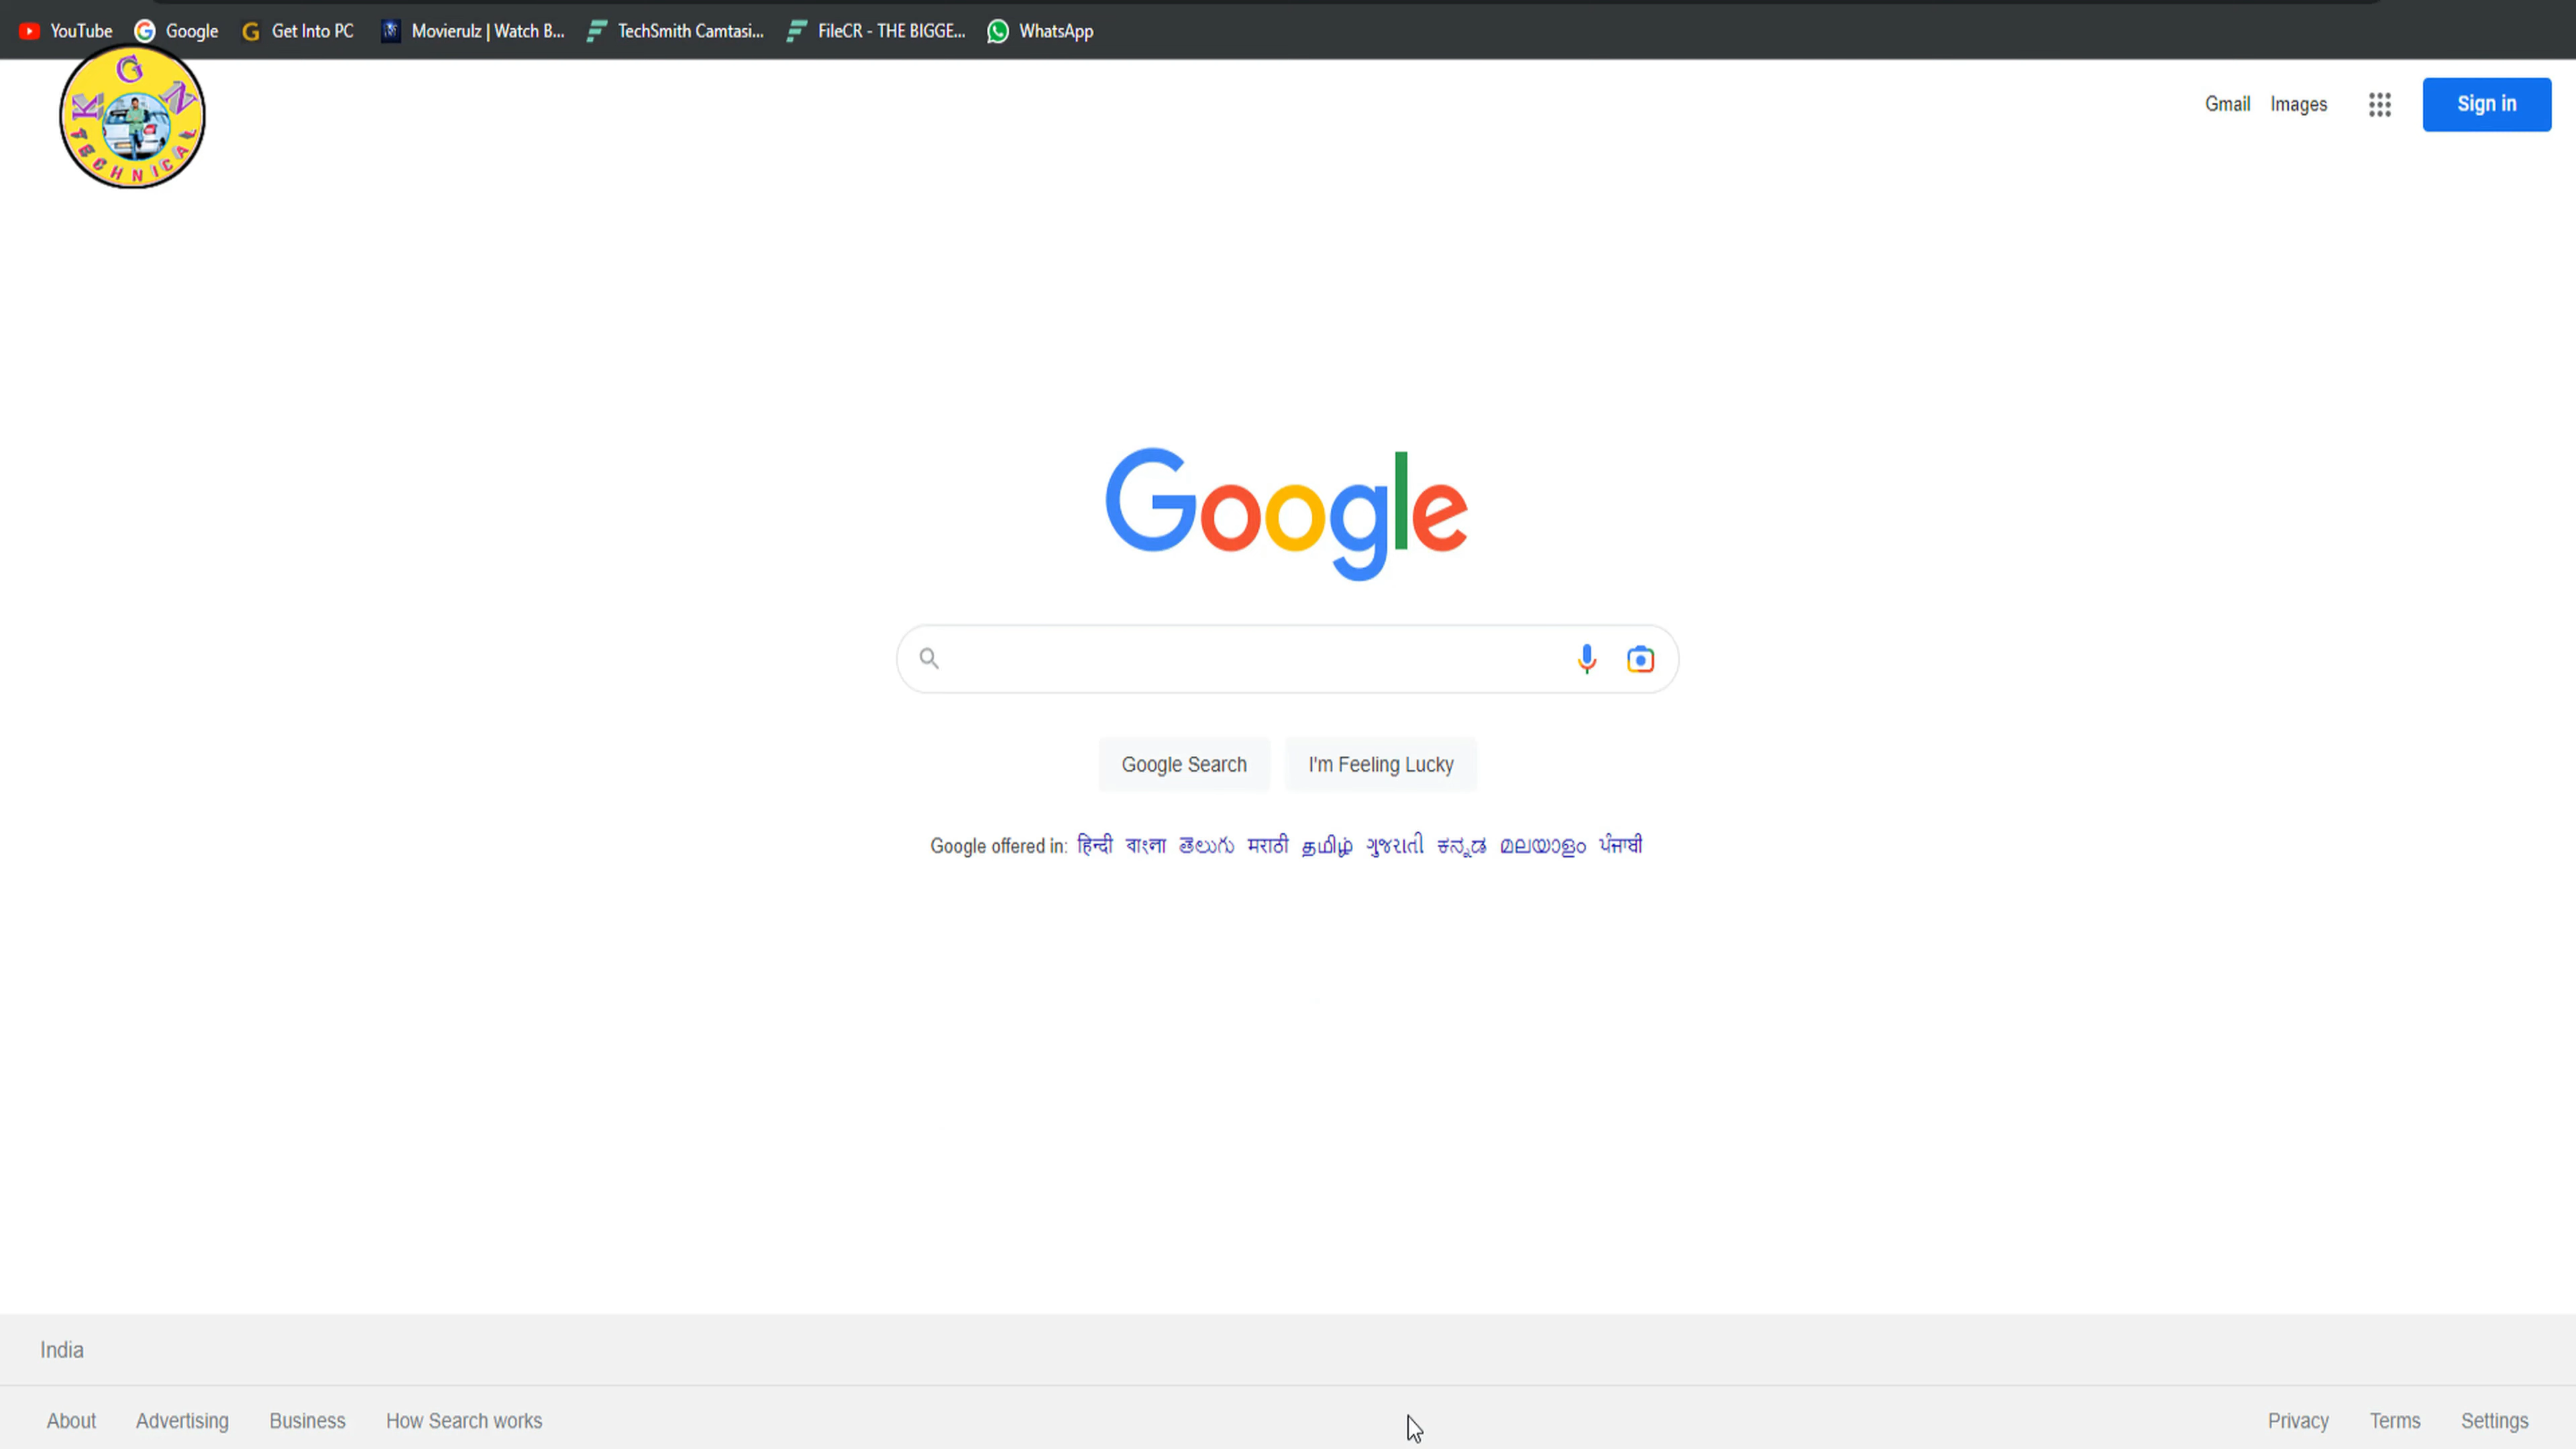 YouTube Google Get Into PC Movierulz | Watch B... TechSmith Camtasi... FileCR - THE BIGGE... WhatsApp
KGN TECHNICAL
Gmail Images Sign in
Google
Google Search I'm Feeling Lucky
Google offered in: हिन्दी বাংলা తెలుగు मराठी தமிழ் ગુજરાતી ಕನ್ನಡ മലയാളം ਪੰਜਾਬੀ
India
About Advertising Business How Search works Privacy Terms Settings